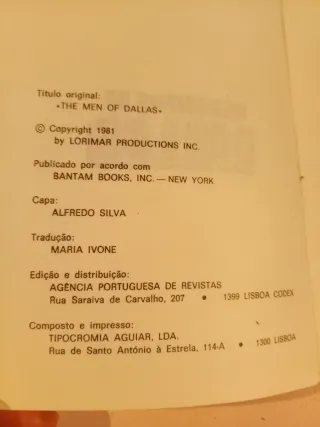 Título original:
«THE MEN OF DALLAS»
© Copyright 1981
by LORIMAR PRODUCTIONS INC.
Publicado por acordo com
BANTAM BOOKS, INC. — NEW YORK
Capa:
ALFREDO SILVA
Tradução:
MARIA IVONE
Edição e distribuição:
AGÊNCIA PORTUGUESA DE REVISTAS
Rua Saraiva de Carvalho, 207 • 1399 LISBOA CODEX
Composto e impresso:
TIPOCROMIA AGUIAR, LDA.
Rua de Santo António à Estrela, 114-A • 1300 LISBOA